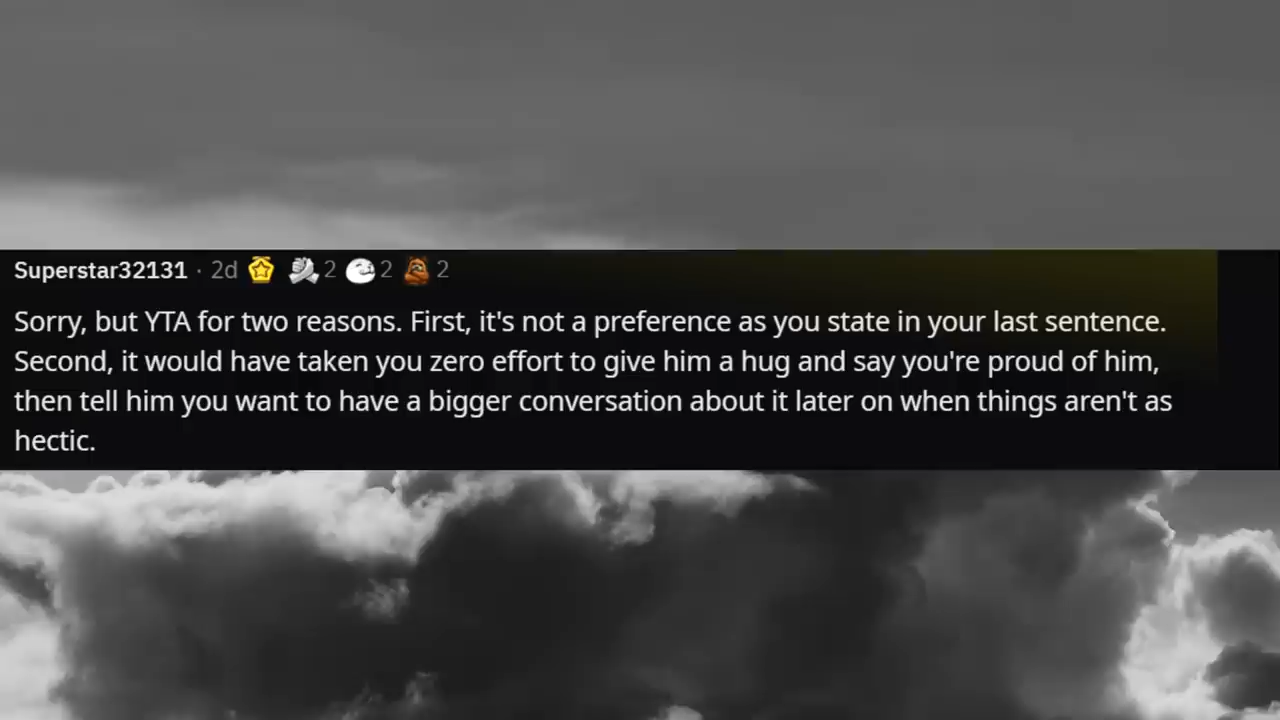 Superstar32131 · 2d 2 2 2
Sorry, but YTA for two reasons. First, it's not a preference as you state in your last sentence.
Second, it would have taken you zero effort to give him a hug and say you're proud of him,
then tell him you want to have a bigger conversation about it later on when things aren't as
hectic.